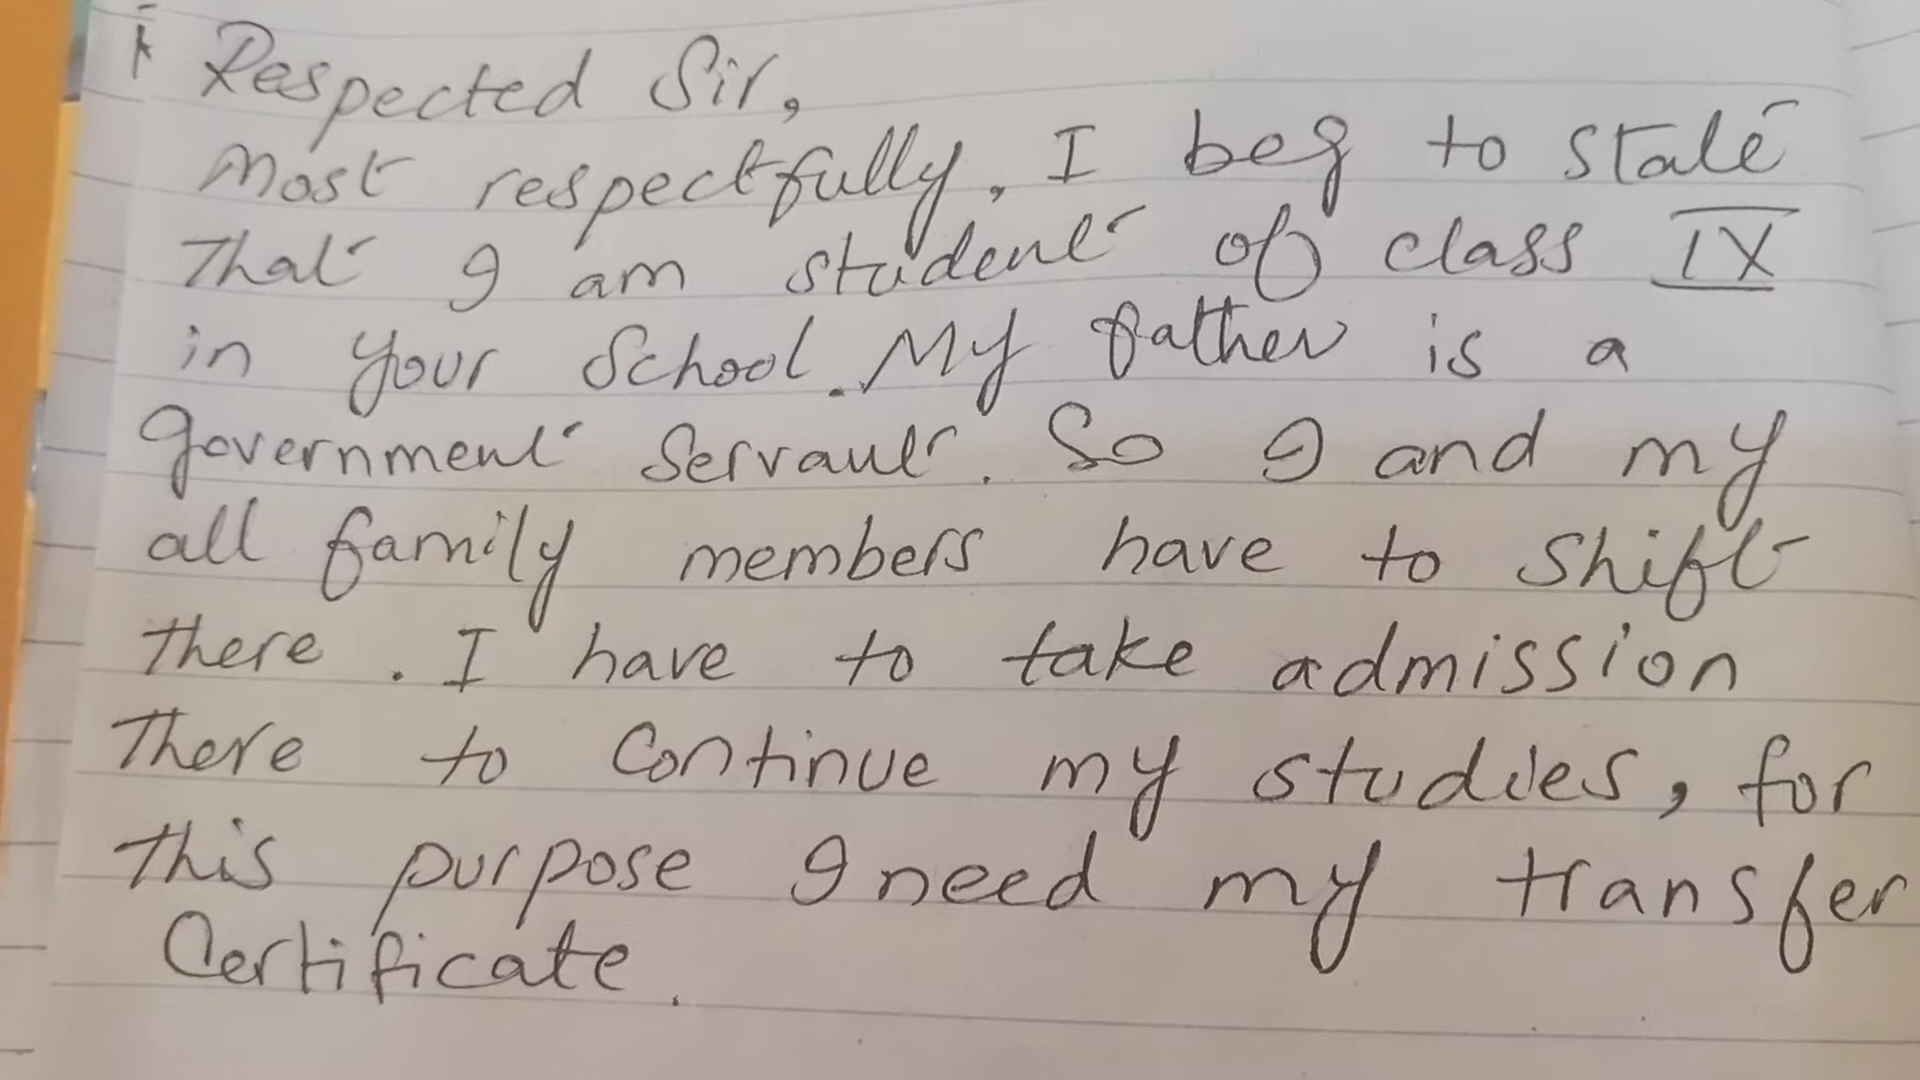 Respected Sir,
Most respectfully, I beg to state
That I am student of class IX
in your School. My father is a
government servant. So I and my
all family members have to shift
there. I have to take admission
There to continue my studies, for
this purpose I need my transfer
Certificate.